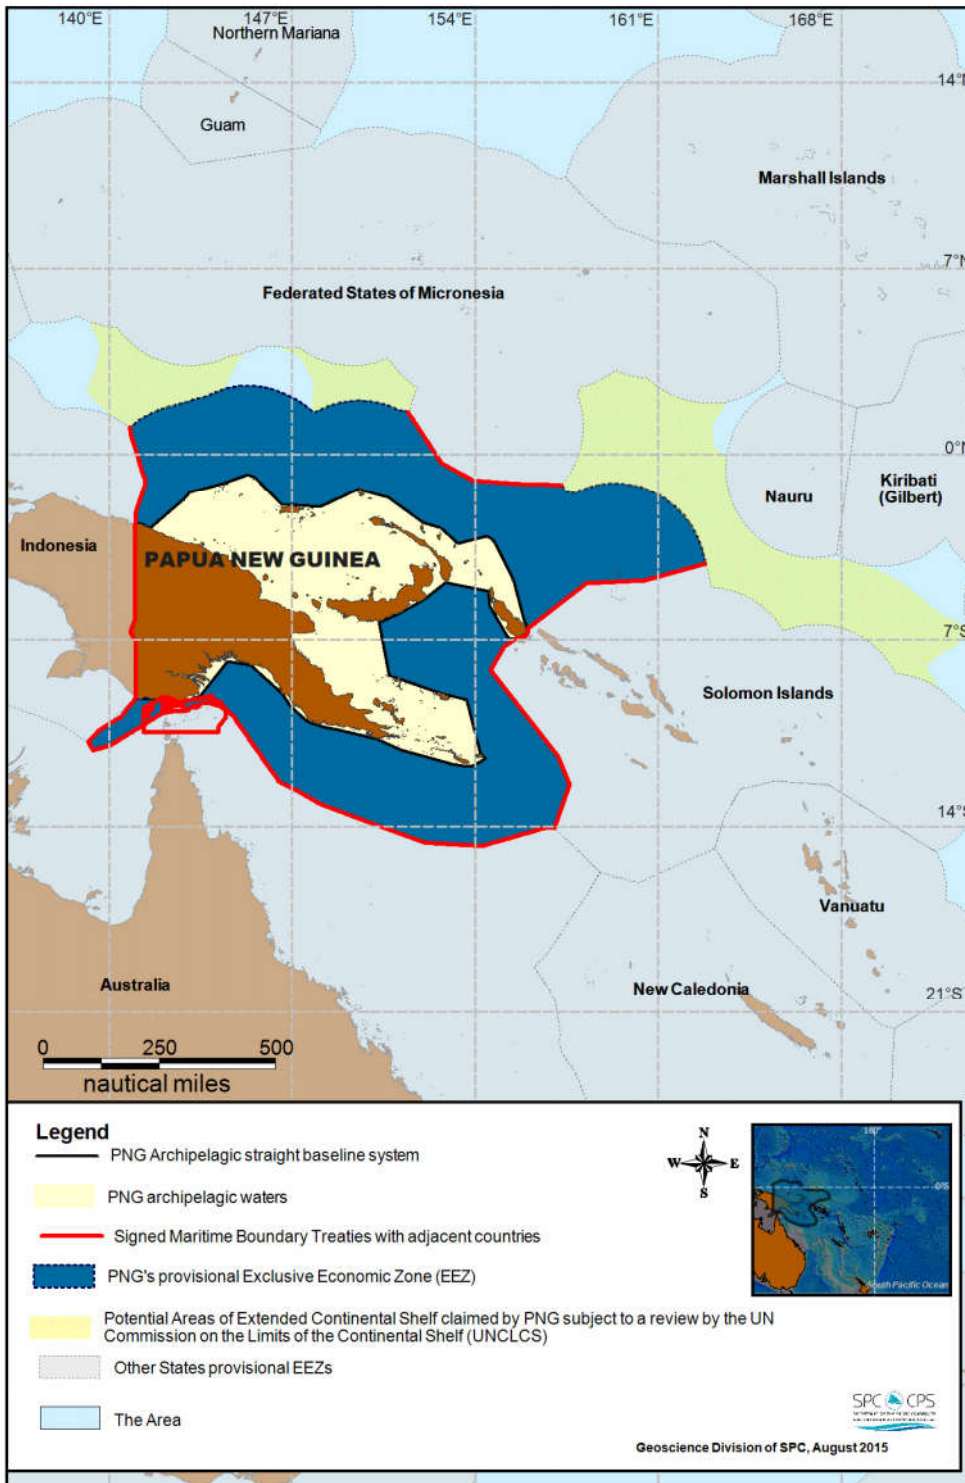 140°E 147°E 154°E 161°E 168°E
Northern Mariana
14°N
Guam
Marshall Islands
7°N
Federated States of Micronesia
0°N
Nauru
Kiribati
(Gilbert)
Indonesia
PAPUA NEW GUINEA
7°S
Solomon Islands
14°S
Vanuatu
Australia
New Caledonia
21°S
0 250 500
nautical miles
Legend
PNG Archipelagic straight baseline system
PNG archipelagic waters
Signed Maritime Boundary Treaties with adjacent countries
PNG's provisional Exclusive Economic Zone (EEZ)
Potential Areas of Extended Continental Shelf claimed by PNG subject to a review by the UN
Commission on the Limits of the Continental Shelf (UNCLCS)
Other States provisional EEZs
The Area
N
W E
S
180°
0°S
South Pacific Ocean
SPC CPS
Geoscience Division of SPC, August 2015